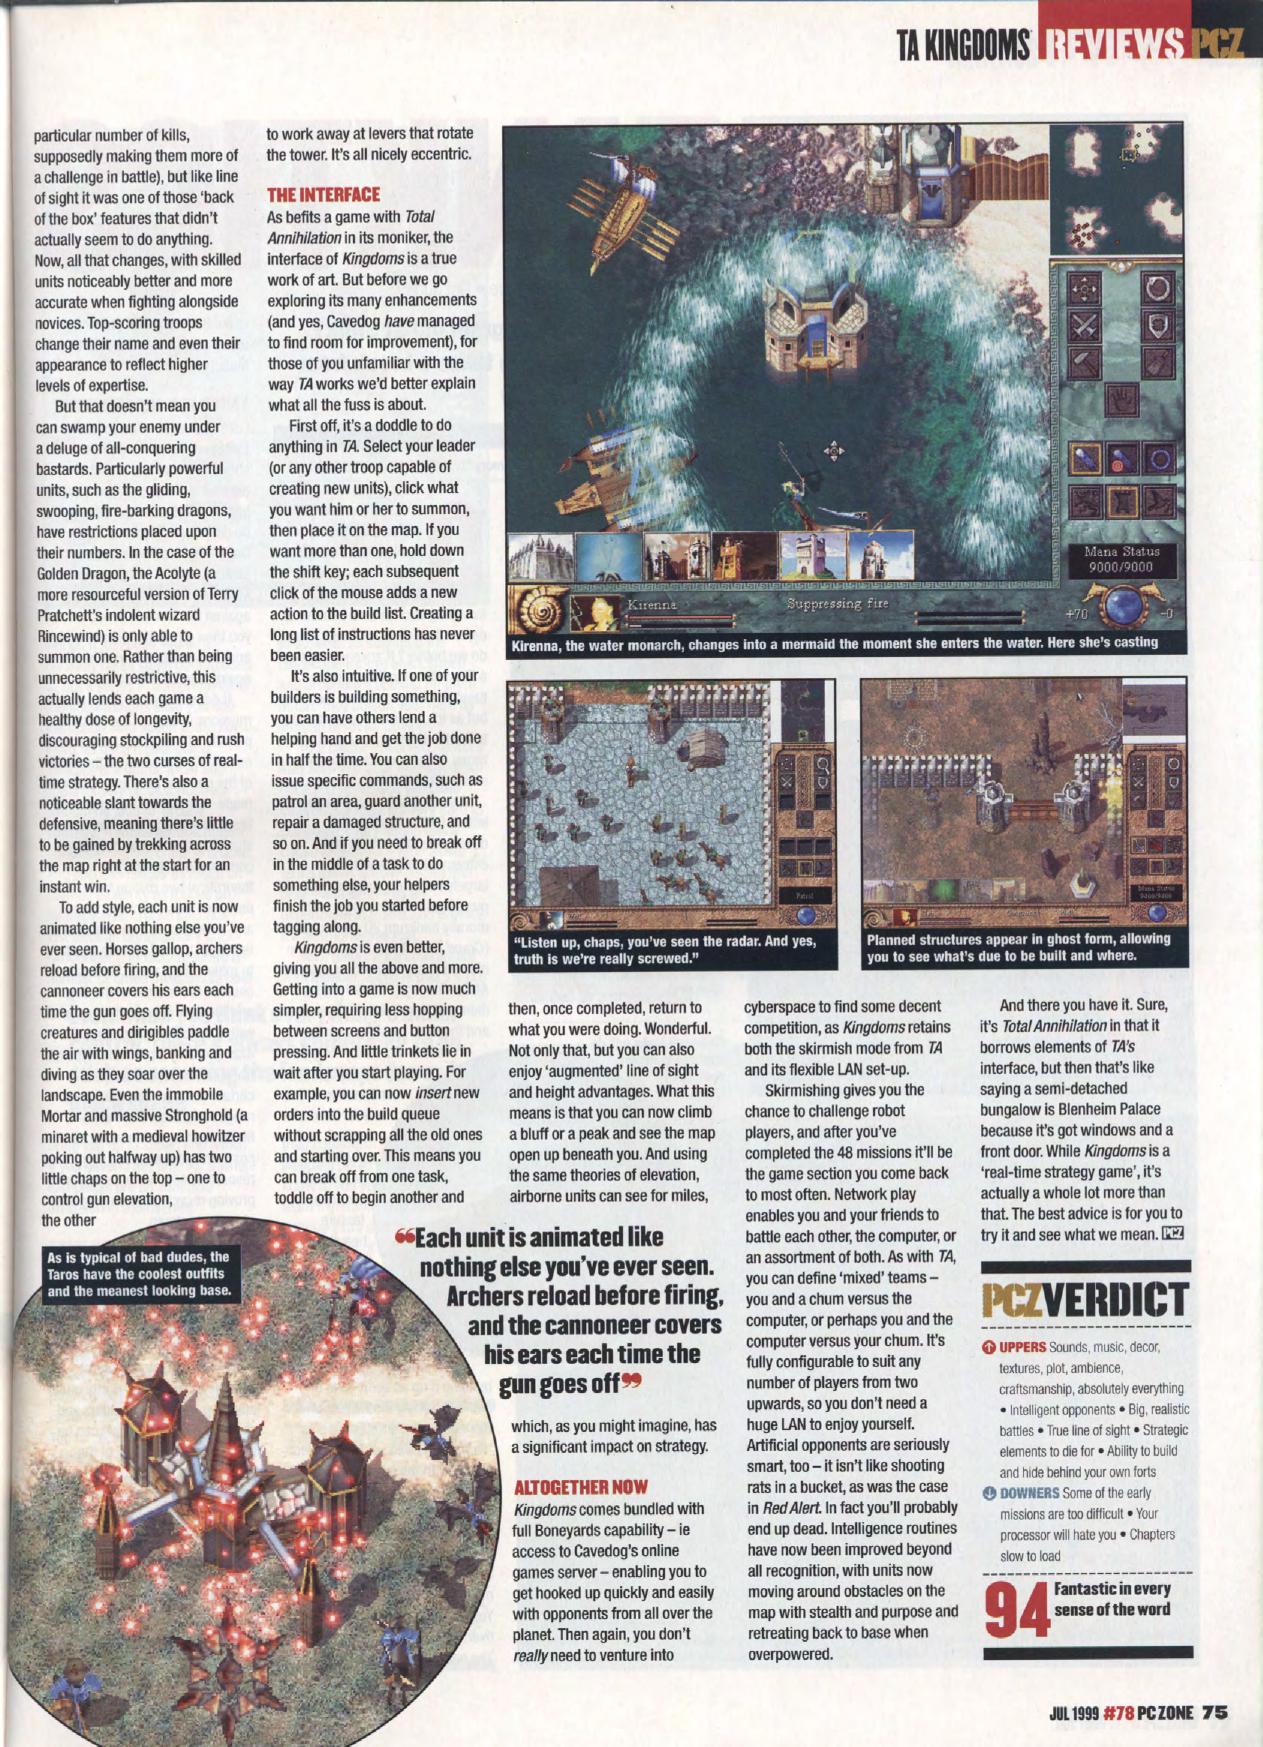 TA KINGDOMS REVIEWS PCZ
particular number of kills,
supposedly making them more of
a challenge in battle), but like line
of sight it was one of those 'back
of the box' features that didn't
actually seem to do anything.
Now, all that changes, with skilled
units noticeably better and more
accurate when fighting alongside
novices. Top-scoring troops
change their name and even their
appearance to reflect higher
levels of expertise.
But that doesn't mean you
can swamp your enemy under
a deluge of all-conquering
bastards. Particularly powerful
units, such as the gliding,
swooping, fire-barking dragons,
have restrictions placed upon
their numbers. In the case of the
Golden Dragon, the Acolyte (a
more resourceful version of Terry
Pratchett's indolent wizard
Rincewind) is only able to
summon one. Rather than being
unnecessarily restrictive, this
actually lends each game a
healthy dose of longevity,
discouraging stockpiling and rush
victories – the two curses of real-
time strategy. There's also a
noticeable slant towards the
defensive, meaning there's little
to be gained by trekking across
the map right at the start for an
instant win.
To add style, each unit is now
animated like nothing else you've
ever seen. Horses gallop, archers
reload before firing, and the
cannoneer covers his ears each
time the gun goes off. Flying
creatures and dirigibles paddle
the air with wings, banking and
diving as they soar over the
landscape. Even the immobile
Mortar and massive Stronghold (a
minaret with a medieval howitzer
poking out halfway up) has two
little chaps on the top – one to
control gun elevation,
the other
to work away at levers that rotate
the tower. It's all nicely eccentric.
THE INTERFACE
As befits a game with Total
Annihilation in its moniker, the
interface of Kingdoms is a true
work of art. But before we go
exploring its many enhancements
(and yes, Cavedog have managed
to find room for improvement), for
those of you unfamiliar with the
way TA works we'd better explain
what all the fuss is about.
First off, it's a doddle to do
anything in TA. Select your leader
(or any other troop capable of
creating new units), click what
you want him or her to summon,
then place it on the map. If you
want more than one, hold down
the shift key; each subsequent
click of the mouse adds a new
action to the build list. Creating a
long list of instructions has never
been easier.
It's also intuitive. If one of your
builders is building something,
you can have others lend a
helping hand and get the job done
in half the time. You can also
issue specific commands, such as
patrol an area, guard another unit,
repair a damaged structure, and
so on. And if you need to break off
in the middle of a task to do
something else, your helpers
finish the job you started before
tagging along.
Kingdoms is even better,
giving you all the above and more.
Getting into a game is now much
simpler, requiring less hopping
between screens and button
pressing. And little trinkets lie in
wait after you start playing. For
example, you can now insert new
orders into the build queue
without scrapping all the old ones
and starting over. This means you
can break off from one task,
toddle off to begin another and
Mana Status
9000/9000
+70 -0
Kirenna Suppressing fire
Kirenna, the water monarch, changes into a mermaid the moment she enters the water. Here she's casting
Patrol
"Listen up, chaps, you've seen the radar. And yes,
truth is we're really screwed."
Mana Status
9000/9000
Planned structures appear in ghost form, allowing
you to see what's due to be built and where.
then, once completed, return to
what you were doing. Wonderful.
Not only that, but you can also
enjoy 'augmented' line of sight
and height advantages. What this
means is that you can now climb
a bluff or a peak and see the map
open up beneath you. And using
the same theories of elevation,
airborne units can see for miles,
As is typical of bad dudes, the
Taros have the coolest outfits
and the meanest looking base.
“Each unit is animated like
nothing else you've ever seen.
Archers reload before firing,
and the cannoneer covers
his ears each time the
gun goes off”
which, as you might imagine, has
a significant impact on strategy.
ALTOGETHER NOW
Kingdoms comes bundled with
full Boneyards capability – ie
access to Cavedog's online
games server – enabling you to
get hooked up quickly and easily
with opponents from all over the
planet. Then again, you don't
really need to venture into
cyberspace to find some decent
competition, as Kingdoms retains
both the skirmish mode from TA
and its flexible LAN set-up.
Skirmishing gives you the
chance to challenge robot
players, and after you've
completed the 48 missions it'll be
the game section you come back
to most often. Network play
enables you and your friends to
battle each other, the computer, or
an assortment of both. As with TA,
you can define 'mixed' teams –
you and a chum versus the
computer, or perhaps you and the
computer versus your chum. It's
fully configurable to suit any
number of players from two
upwards, so you don't need a
huge LAN to enjoy yourself.
Artificial opponents are seriously
smart, too – it isn't like shooting
rats in a bucket, as was the case
in Red Alert. In fact you'll probably
end up dead. Intelligence routines
have now been improved beyond
all recognition, with units now
moving around obstacles on the
map with stealth and purpose and
retreating back to base when
overpowered.
And there you have it. Sure,
it's Total Annihilation in that it
borrows elements of TA's
interface, but then that's like
saying a semi-detached
bungalow is Blenheim Palace
because it's got windows and a
front door. While Kingdoms is a
'real-time strategy game', it's
actually a whole lot more than
that. The best advice is for you to
try it and see what we mean. PCZ
PCZVERDICT
UPPERS Sounds, music, decor,
textures, plot, ambience,
craftsmanship, absolutely everything
• Intelligent opponents • Big, realistic
battles • True line of sight • Strategic
elements to die for • Ability to build
and hide behind your own forts
DOWNERS Some of the early
missions are too difficult • Your
processor will hate you • Chapters
slow to load
94 Fantastic in every
sense of the word
JUL 1999 #78 PC ZONE 75